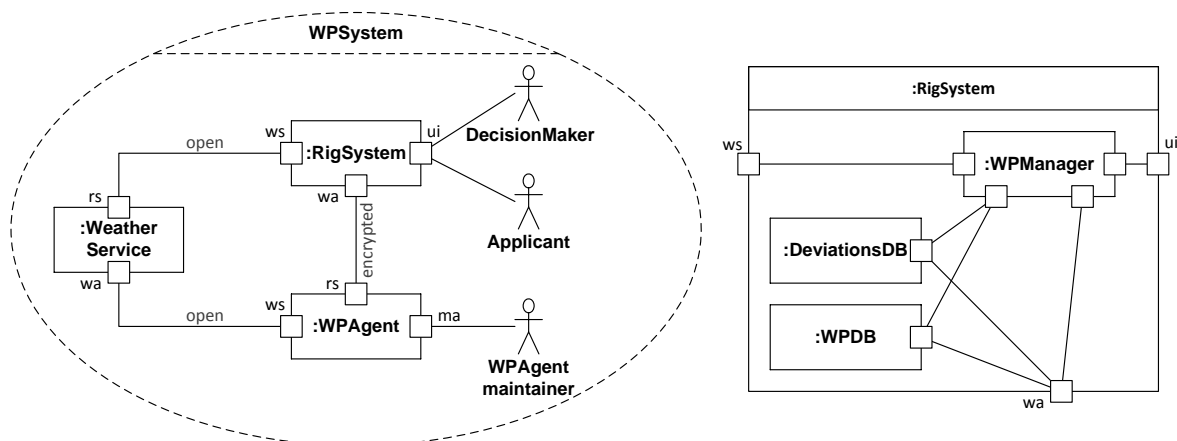 WPSystem
ws
ui
open
:RigSystem
DecisionMaker
wa
rs
:Weather
Service
encrypted
Applicant
wa
rs
ws
open
:WPAgent
ma
WPAgent
maintainer
:RigSystem
ws
:WPManager
ui
:DeviationsDB
:WPDB
wa